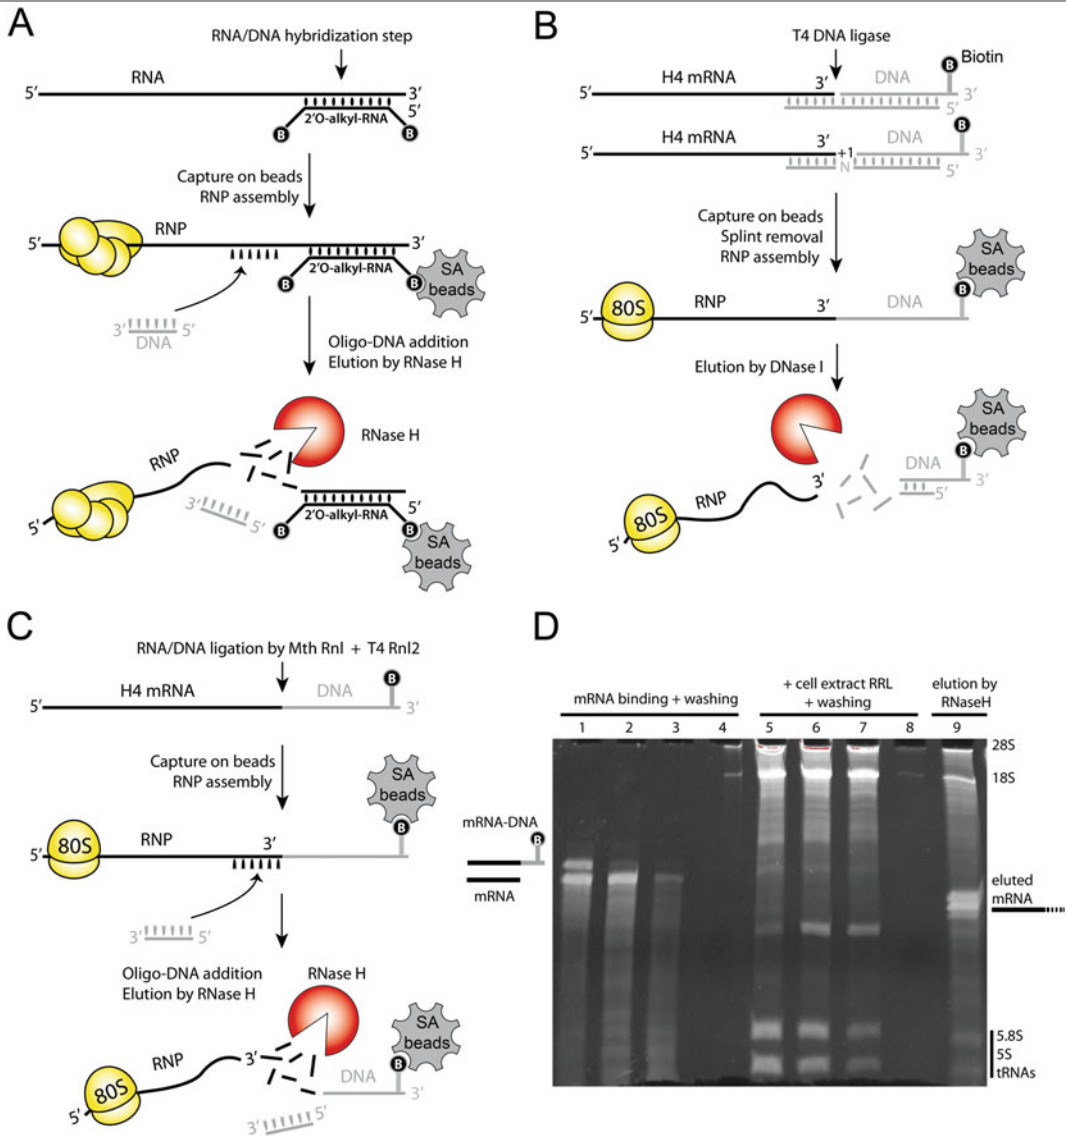 A
RNA/DNA hybridization step
RNA
5’
3’
5’
2’O-alkyl-RNA
B
B
Capture on beads
RNP assembly
5’
RNP
3’
2’O-alkyl-RNA
B
B
SA
beads
3’
5’
DNA
Oligo-DNA addition
Elution by RNase H
RNase H
RNP
3’
5’
5’
2’O-alkyl-RNA
5’
B
B
SA
beads
B
T4 DNA ligase
B
Biotin
H4 mRNA
3’
DNA
5’
3’
5’
B
H4 mRNA
3’
DNA
5’
+1
3’
N
5’
Capture on beads
Splint removal
RNP assembly
SA
beads
80S
RNP
3’
DNA
B
5’
Elution by DNase I
SA
beads
DNA
B
3’
3’
5’
RNP
80S
5’
C
RNA/DNA ligation by Mth Rnl + T4 Rnl2
B
H4 mRNA
DNA
5’
3’
Capture on beads
RNP assembly
SA
beads
80S
RNP
3’
B
5’
3’
5’
Oligo-DNA addition
Elution by RNase H
RNase H
SA
beads
RNP
3’
DNA
B
3’
80S
5’
3’
5’
D
mRNA binding + washing
+ cell extract RRL
+ washing
elution by
RNaseH
1 2 3 4 5 6 7 8 9
28S
18S
mRNA-DNA
B
mRNA
eluted
mRNA
5.8S
5S
tRNAs